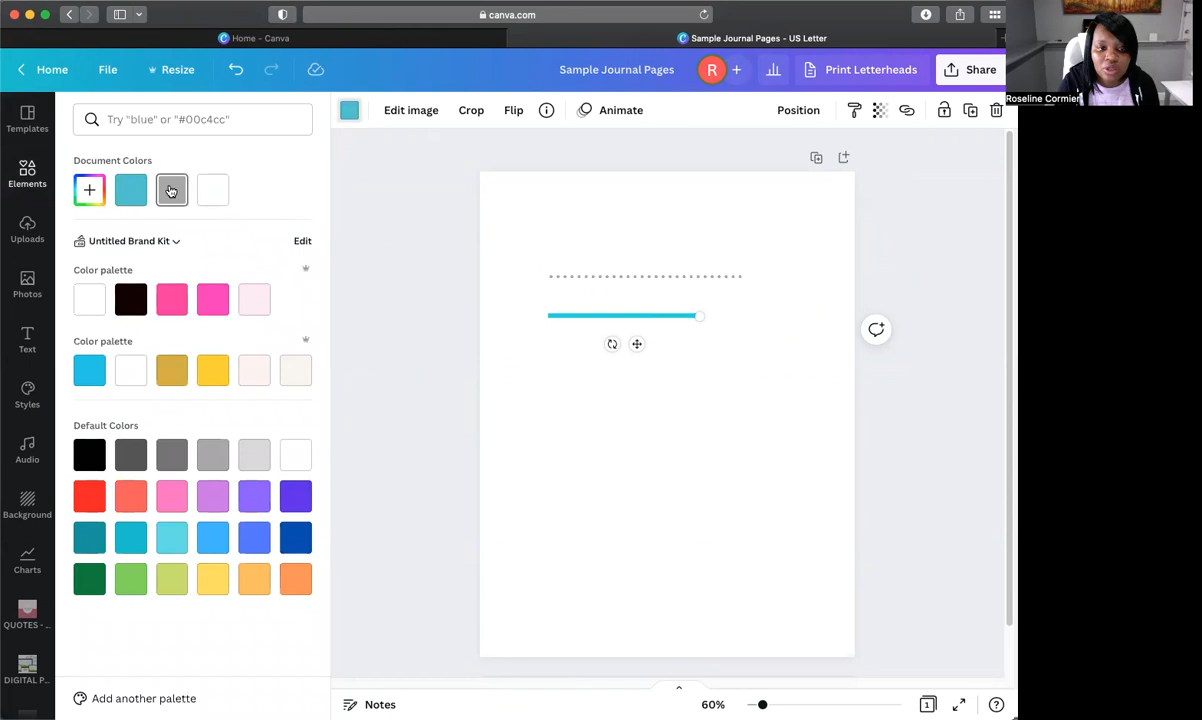 canva.com
Home - Canva
Sample Journal Pages - US Letter
Home
File
Resize
Sample Journal Pages
R
Print Letterheads
Share
Roseline Cormier
Templates
Elements
Uploads
Photos
Text
Styles
Audio
Background
Charts
QUOTES - ...
DIGITAL P...
Try "blue" or "#00c4cc"
Edit image
Crop
Flip
Animate
Position
Document Colors
Untitled Brand Kit
Edit
Color palette
Color palette
Default Colors
Add another palette
Notes
60%
1